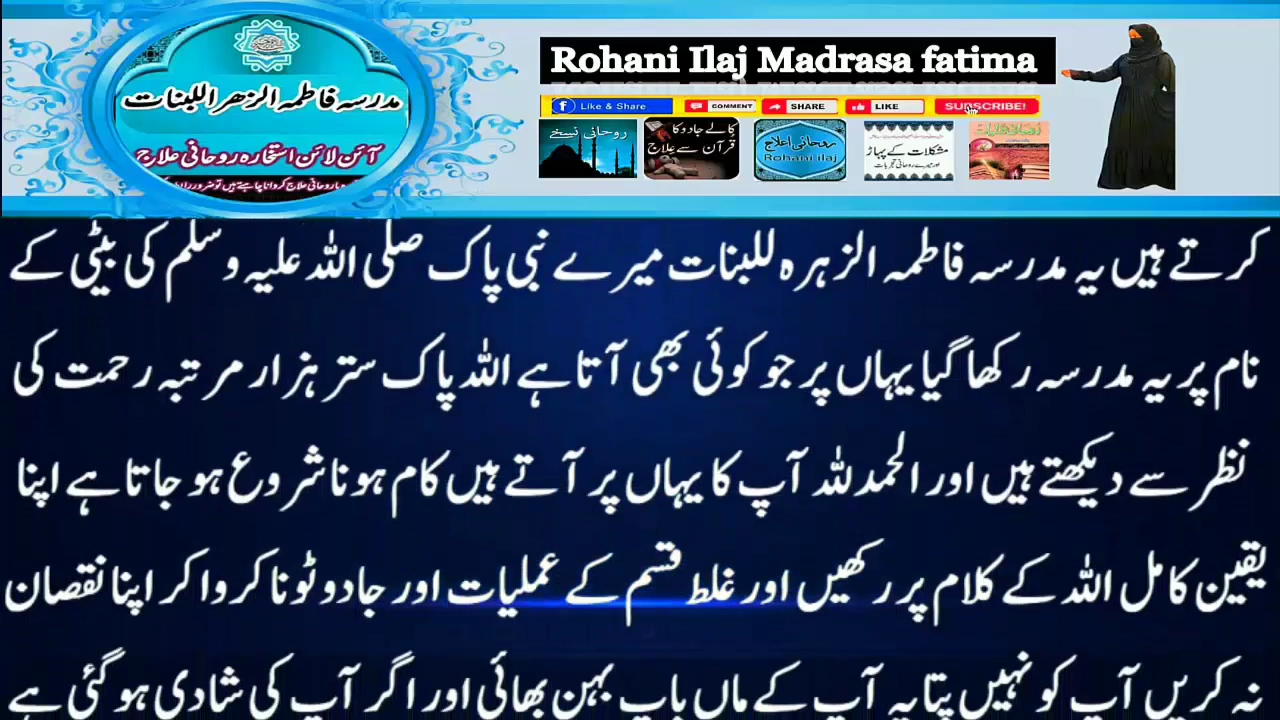 مدرسہ فاطمہ الزھرا للبنات
آئن لائن استخارہ روحانی علاج
Rohani Ilaj Madrasa fatima
Like & Share
COMMENT
SHARE
LIKE
SUBSCRIBE!
روحانی نسخ
کالے جادو کا
قرآن سے علاج
روحانی علاج
Rohani ilaj
مشکلات کے پہاڑ
کرتے ہیں یہ مدرسہ فاطمہ الزہرہ للبنات میرے نبی پاک صلی اللہ علیہ وسلم کی بیٹی کے
نام پر یہ مدرسہ رکھا گیا یہاں پر جو کوئی بھی آتا ہے اللہ پاک ستر ہزار مرتبہ رحمت کی
نظر سے دیکھتے ہیں اور الحمدللہ آپ کا یہاں پر آتے ہیں کام ہونا شروع ہو جاتا ہے اپنا
یقین کامل اللہ کے کلام پر رکھیں اور غلط قسم کے عملیات اور جادو ٹونا کروا کر اپنا نقصان
نہ کریں آپ کو نہیں پتا یہ آپ کے ماں باپ بہن بھائی اور اگر آپ کی شادی ہو گئی ہے